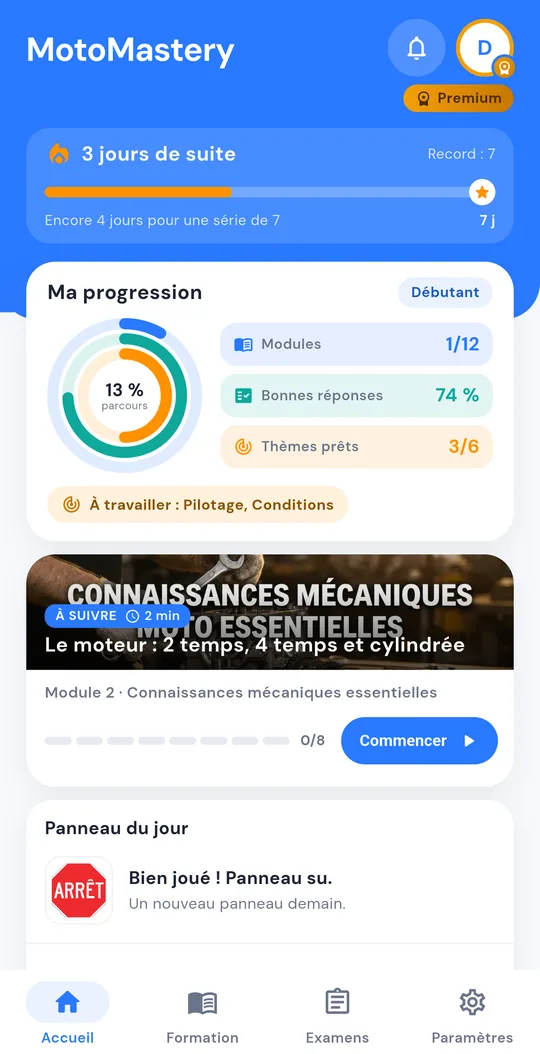 MotoMastery
D
Premium
3 jours de suite
Record : 7
Encore 4 jours pour une série de 7
7 j
Ma progression
Débutant
13 %
parcours
Modules
1/12
Bonnes réponses
74 %
Thèmes prêts
3/6
À travailler : Pilotage, Conditions
CONNAISSANCES MÉCANIQUES
MOTO ESSENTIELLES
À SUIVRE 2 min
Le moteur : 2 temps, 4 temps et cylindrée
Module 2 · Connaissances mécaniques essentielles
0/8
Commencer
Panneau du jour
ARRÊT
Bien joué ! Panneau su.
Un nouveau panneau demain.
Accueil
Formation
Examens
Paramètres